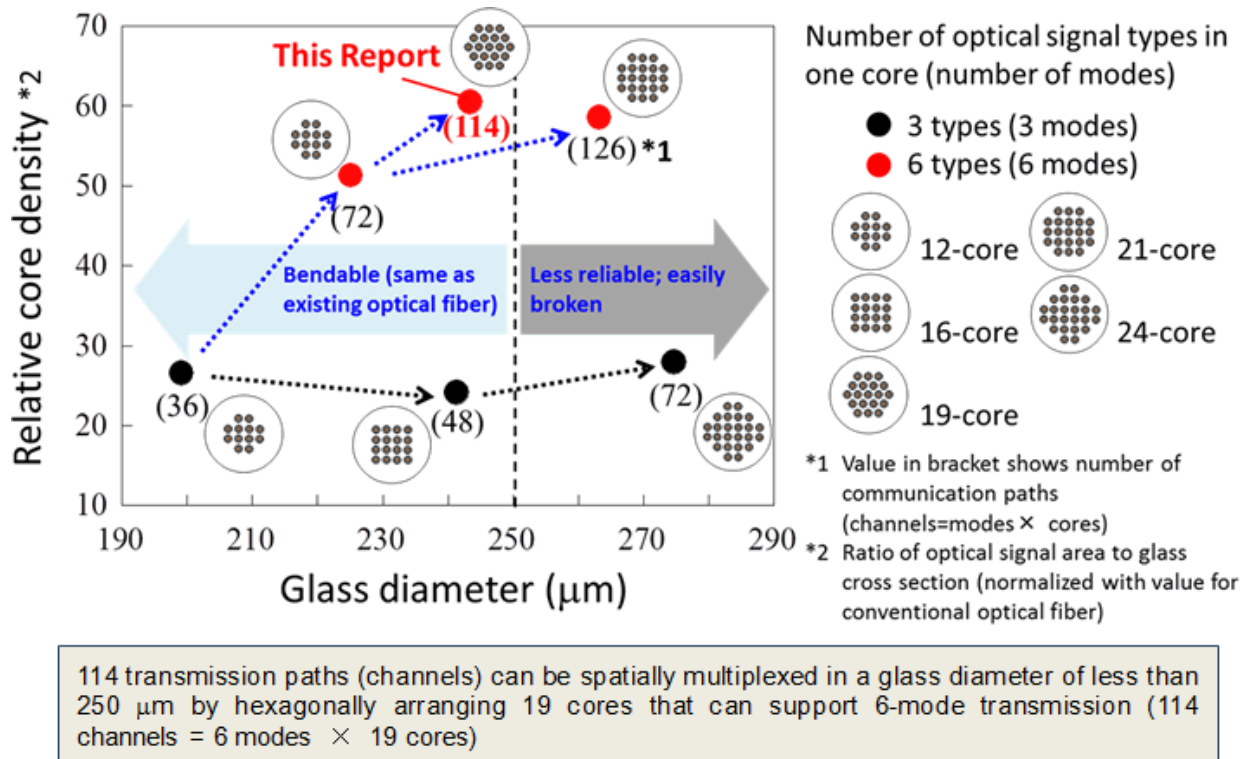 70
60
50
40
30
20
10
190
210
230
250
270
290
Relative core density *2
Glass diameter (μm)
This Report
(114)
(126) *1
(72)
Bendable (same as
existing optical fiber)
Less reliable; easily
broken
(36)
(48)
(72)
Number of optical signal types in
one core (number of modes)
3 types (3 modes)
6 types (6 modes)
12-core
21-core
16-core
24-core
19-core
*1 Value in bracket shows number of
communication paths
(channels=modes× cores)
*2 Ratio of optical signal area to glass
cross section (normalized with value for
conventional optical fiber)
114 transmission paths (channels) can be spatially multiplexed in a glass diameter of less than
250 μm by hexagonally arranging 19 cores that can support 6-mode transmission (114
channels = 6 modes × 19 cores)